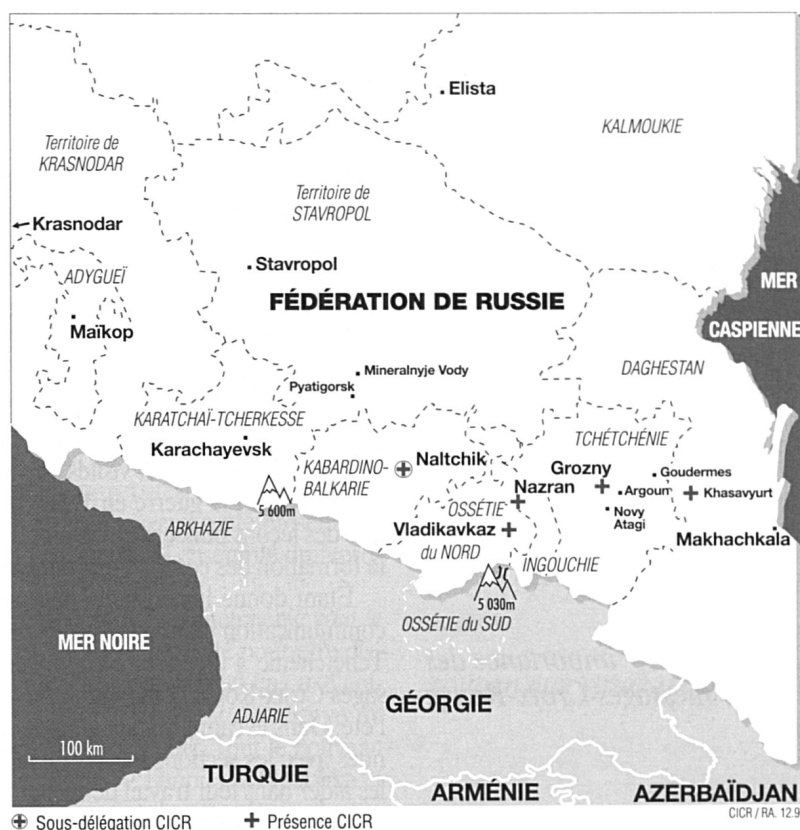 Elista
KALMOUKIE
Territoire de
KRASNODAR
Territoire de
STAVROPOL
Krasnodar
ADYGUEÏ
Stavropol
MER
CASPIENNE
FÉDÉRATION DE RUSSIE
Maïkop
DAGHESTAN
Mineralnyje Vody
Pyatigorsk
KARATCHAÏ-TCHERKESSE
Karachayevsk
TCHÉTCHÉNIE
KABARDINO-
BALKARIE
Naltchik
Grozny
Goudermes
Nazran
Argoun
Khasavyurt
5 600m
OSSÉTIE
Novy
Atagi
ABKHAZIE
Vladikavkaz
Makhachkala
du NORD
INGOUCHIE
5 030m
OSSÉTIE du SUD
MER NOIRE
GÉORGIE
ADJARIE
100 km
TURQUIE
ARMÉNIE
AZERBAÏDJAN
CICR / RA. 12.9
Sous-délégation CICR
Présence CICR